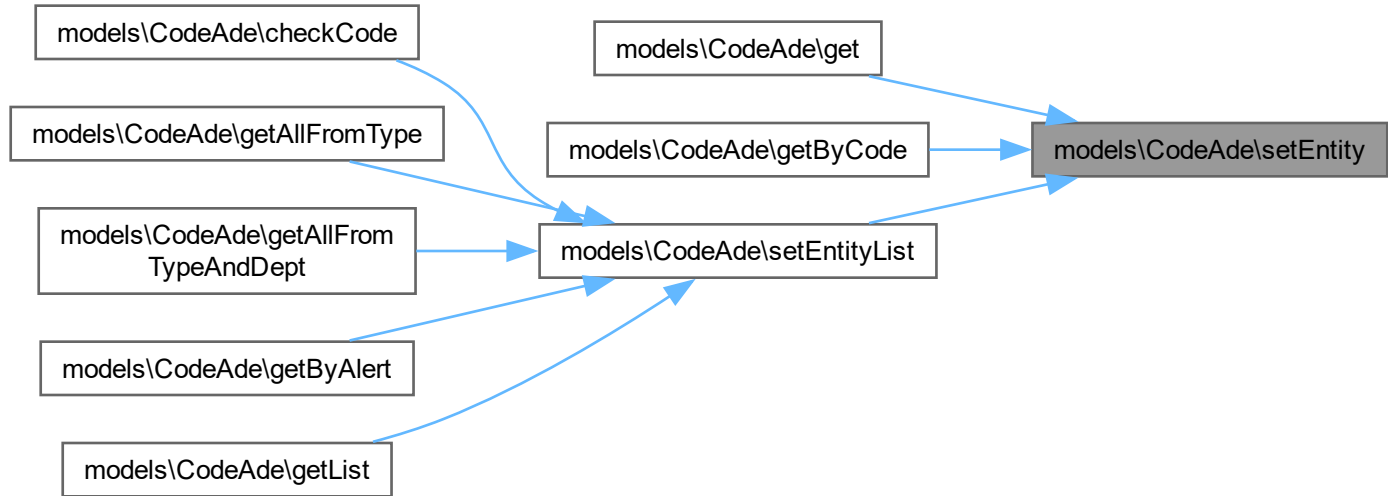 models\CodeAde\checkCode
models\CodeAde\getAllFromType
models\CodeAde\getAllFrom
TypeAndDept
models\CodeAde\getByAlert
models\CodeAde\getList
models\CodeAde\get
models\CodeAde\getByCode
models\CodeAde\setEntityList
models\CodeAde\setEntity